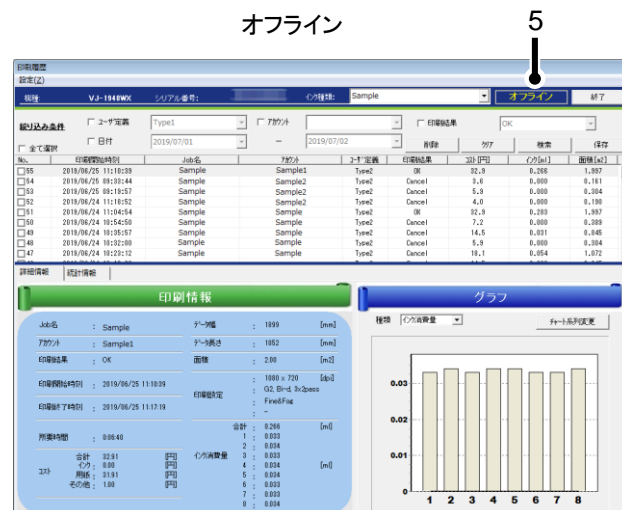 オフライン
5
印刷履歴
設定(Z)
機種 VJ-1948WX シリアル番号: インク種類: Sample オフライン 終了
絞り込み条件 ユーザ定義 Type1 アカウント 印刷結果 OK
全て選択 日付 2019/07/01 － 2019/07/02 削除 クリア 検索 保存
No. 印刷開始時刻 Job名 アカウント ユーザ定義 印刷結果 コスト[円] インク[ml] 面積[m2]
55 2019/06/25 11:10:39 Sample Sample1 Type2 OK 32.9 0.266 1.997
54 2019/06/25 09:33:44 Sample Sample2 Type2 Cancel 3.0 0.000 0.161
53 2019/06/25 09:19:57 Sample Sample2 Type2 Cancel 5.9 0.000 0.304
52 2019/06/24 11:18:52 Sample Sample2 Type2 Cancel 4.0 0.000 0.190
51 2019/06/24 11:04:54 Sample Sample Type2 OK 32.9 0.283 1.997
50 2019/06/24 10:54:50 Sample Sample Type2 Cancel 7.2 0.000 0.389
49 2019/06/24 10:35:57 Sample Sample Type2 Cancel 14.5 0.031 0.845
48 2019/06/24 10:32:00 Sample Sample Type2 Cancel 5.9 0.000 0.304
47 2019/06/24 10:23:12 Sample Sample Type2 Cancel 18.1 0.054 1.072
詳細情報 統計情報
印刷情報 グラフ
Job名 : Sample データ幅 : 1899 [mm] 種類 インク消費量 チャート系列変更
アカウント : Sample1 データ長さ : 1052 [mm]
印刷結果 : OK 面積 : 2.00 [m2]
印刷開始時刻 : 2019/06/25 11:10:39 印刷設定 : 1080 x 720 [dpi]
: G2, Bi-d, 3x2pass
印刷終了時刻 : 2019/06/25 11:17:19 : Fine&Fog
: -
所要時間 : 0:06:40 インク消費量 合計 : 0.266 [ml]
1 : 0.033
2 : 0.034
コスト 合計 : 32.91 [円] 3 : 0.033
インク : 0.00 [円] 4 : 0.034 [ml]
用紙 : 31.91 [円] 5 : 0.034
その他 : 1.00 [円] 6 : 0.033
7 : 0.033
8 : 0.034
0.03
0.02
0.01
0
1 2 3 4 5 6 7 8